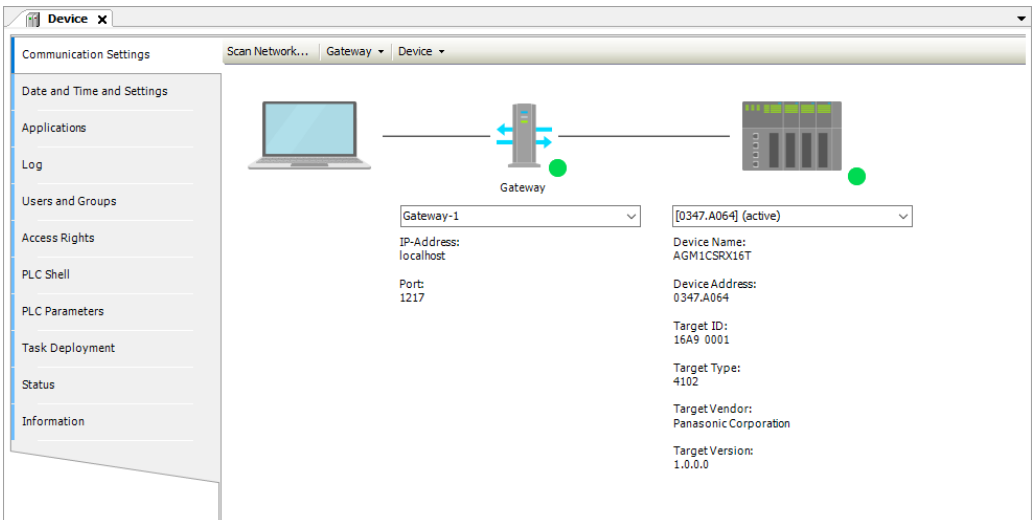 Device
Communication Settings
Date and Time and Settings
Applications
Log
Users and Groups
Access Rights
PLC Shell
PLC Parameters
Task Deployment
Status
Information
Scan Network... Gateway Device
Gateway
Gateway-1
IP-Address:
localhost
Port:
1217
[0347.A064] (active)
Device Name:
AGM1CSRX16T
Device Address:
0347.A064
Target ID:
16A9 0001
Target Type:
4102
Target Vendor:
Panasonic Corporation
Target Version:
1.0.0.0